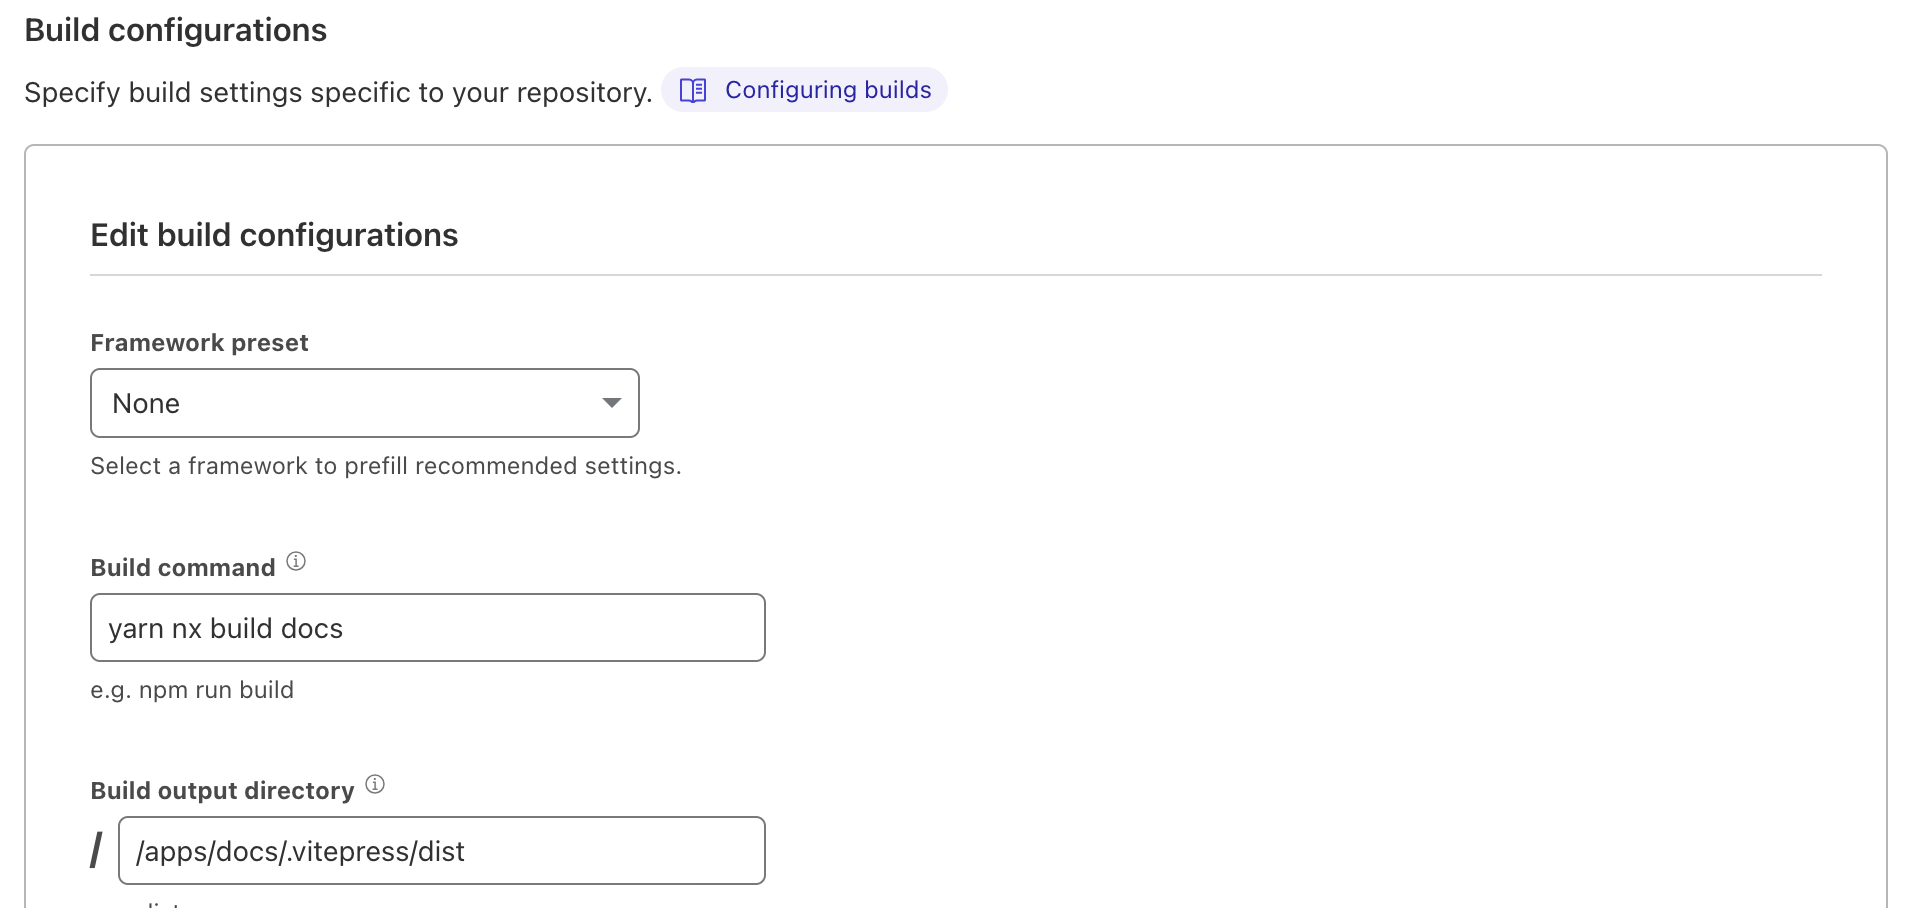 Build configurations
Specify build settings specific to your repository. Configuring builds
Edit build configurations
Framework preset
None
Select a framework to prefill recommended settings.
Build command
yarn nx build docs
e.g. npm run build
Build output directory
/ /apps/docs/.vitepress/dist